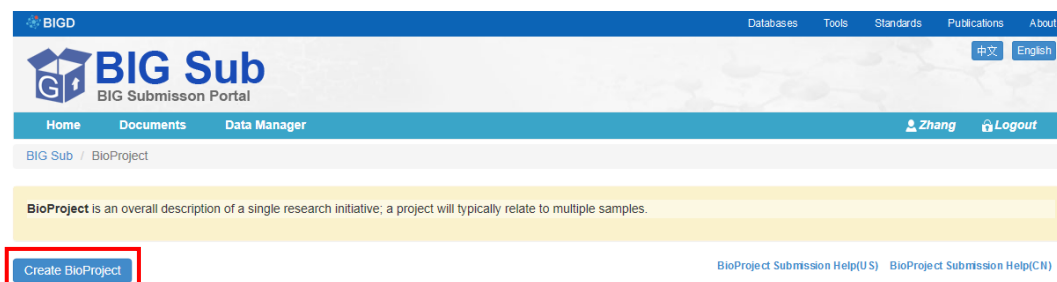 BIGD Databases Tools Standards Publications About
中文 English
G
BIG Sub
BIG Submisson Portal
Home Documents Data Manager Zhang Logout
BIG Sub / BioProject
BioProject is an overall description of a single research initiative; a project will typically relate to multiple samples.
Create BioProject BioProject Submission Help(US) BioProject Submission Help(CN)